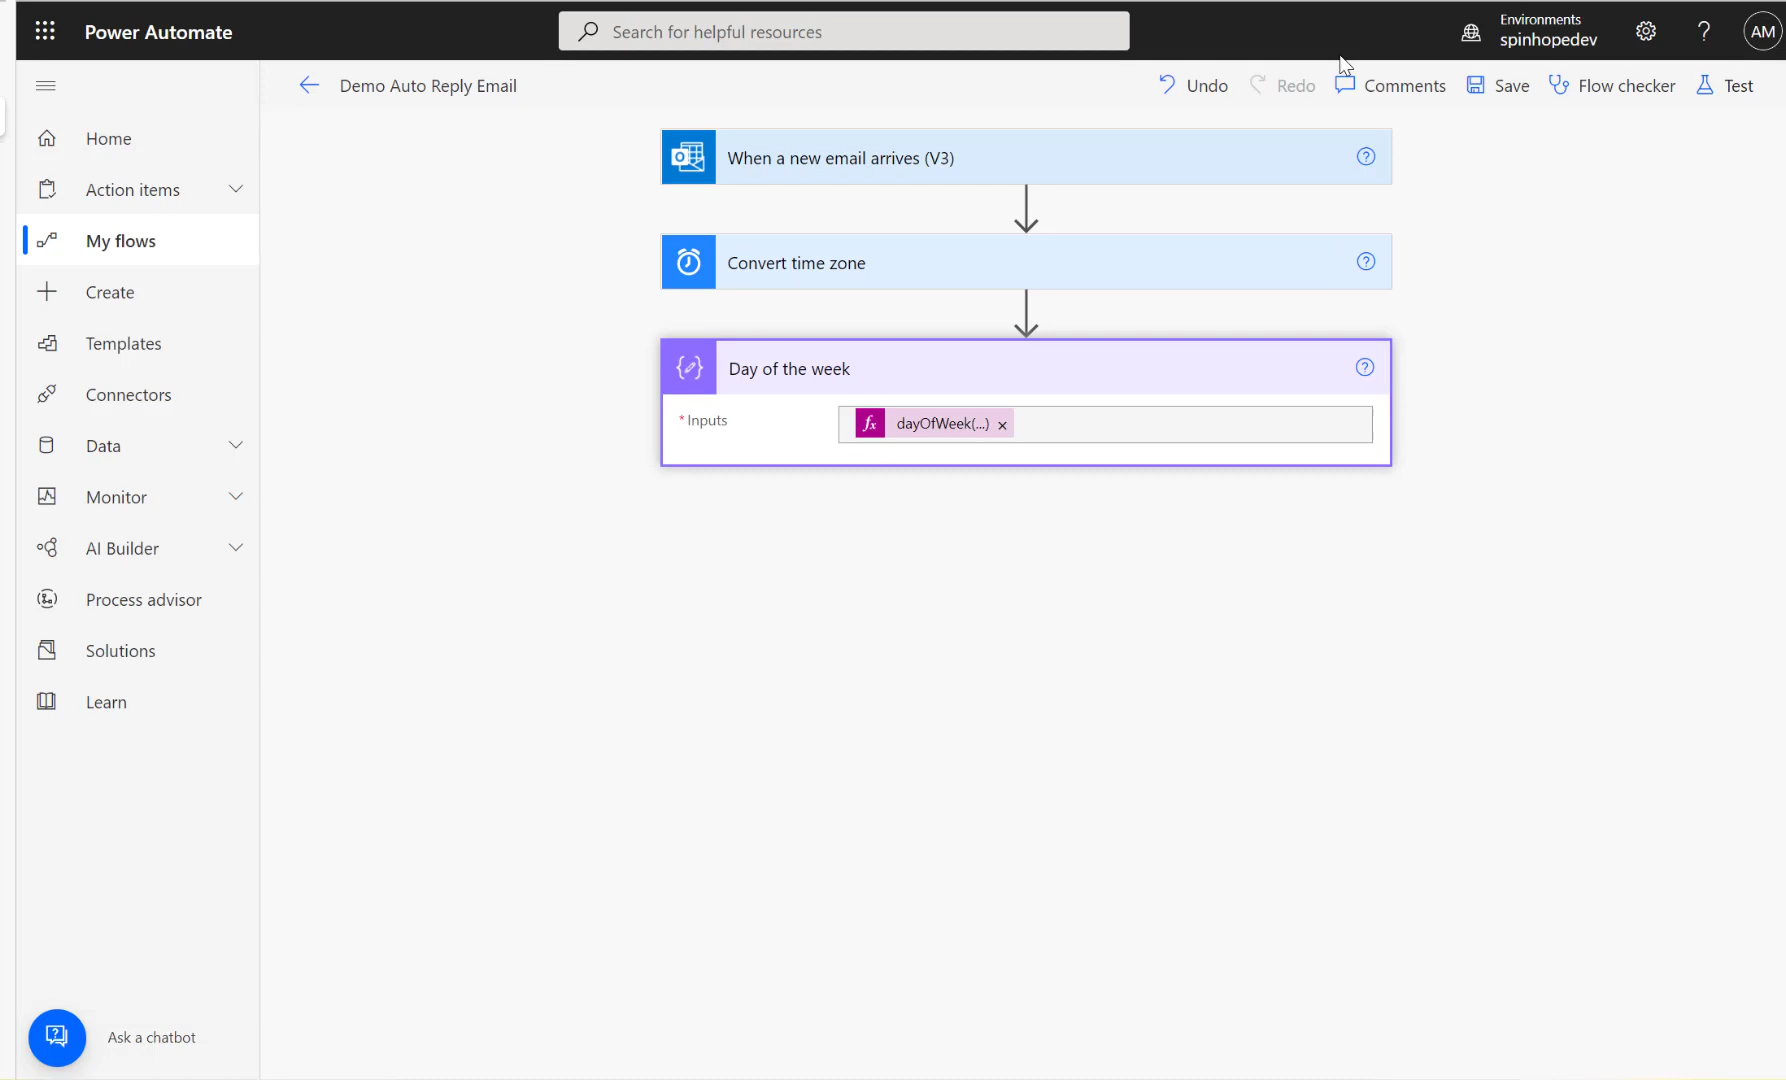 Power Automate
Search for helpful resources
Environments
spinhopedev
?
AM
Demo Auto Reply Email
Undo
Redo
Comments
Save
Flow checker
Test
Home
Action items
My flows
Create
Templates
Connectors
Data
Monitor
AI Builder
Process advisor
Solutions
Learn
Ask a chatbot
When a new email arrives (V3)
?
Convert time zone
?
Day of the week
?
* Inputs
fx dayOfWeek(...) ×